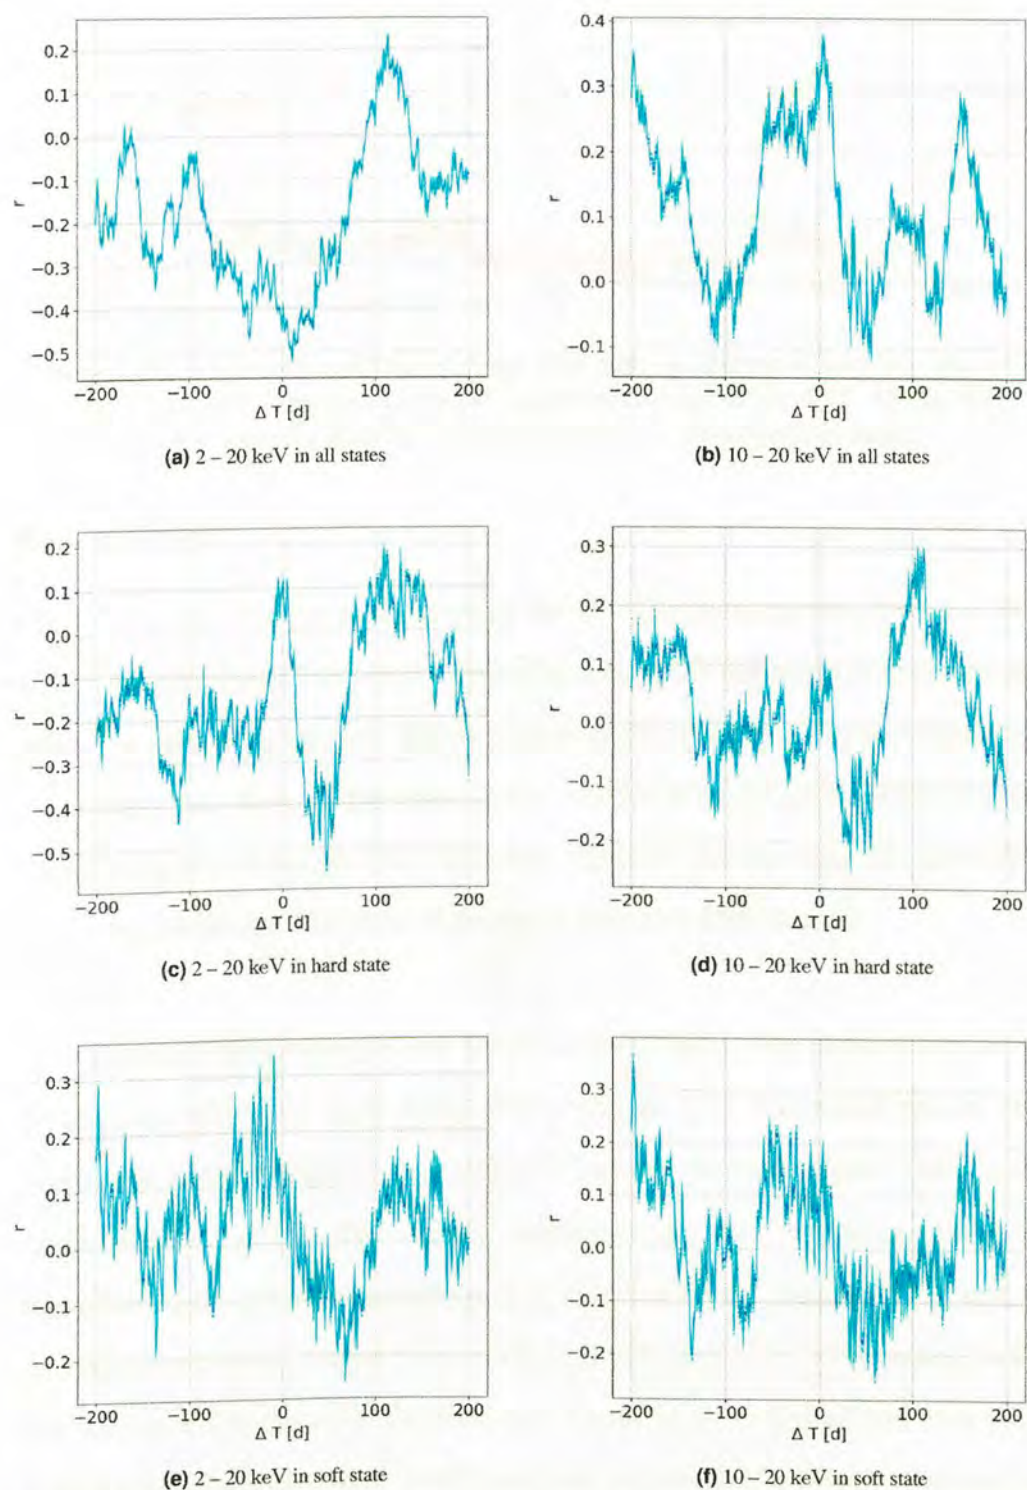 0.2
0.1
0.0
−0.1
−0.2
−0.3
−0.4
−0.5
r
−200 −100 0 100 200
Δ T [d]
(a) 2 – 20 keV in all states
0.4
0.3
0.2
0.1
0.0
−0.1
r
−200 −100 0 100 200
Δ T [d]
(b) 10 – 20 keV in all states
0.2
0.1
0.0
−0.1
−0.2
−0.3
−0.4
−0.5
r
−200 −100 0 100 200
Δ T [d]
(c) 2 – 20 keV in hard state
0.3
0.2
0.1
0.0
−0.1
−0.2
r
−200 −100 0 100 200
Δ T [d]
(d) 10 – 20 keV in hard state
0.3
0.2
0.1
0.0
−0.1
−0.2
r
−200 −100 0 100 200
Δ T [d]
(e) 2 – 20 keV in soft state
0.3
0.2
0.1
0.0
−0.1
−0.2
r
−200 −100 0 100 200
Δ T [d]
(f) 10 – 20 keV in soft state